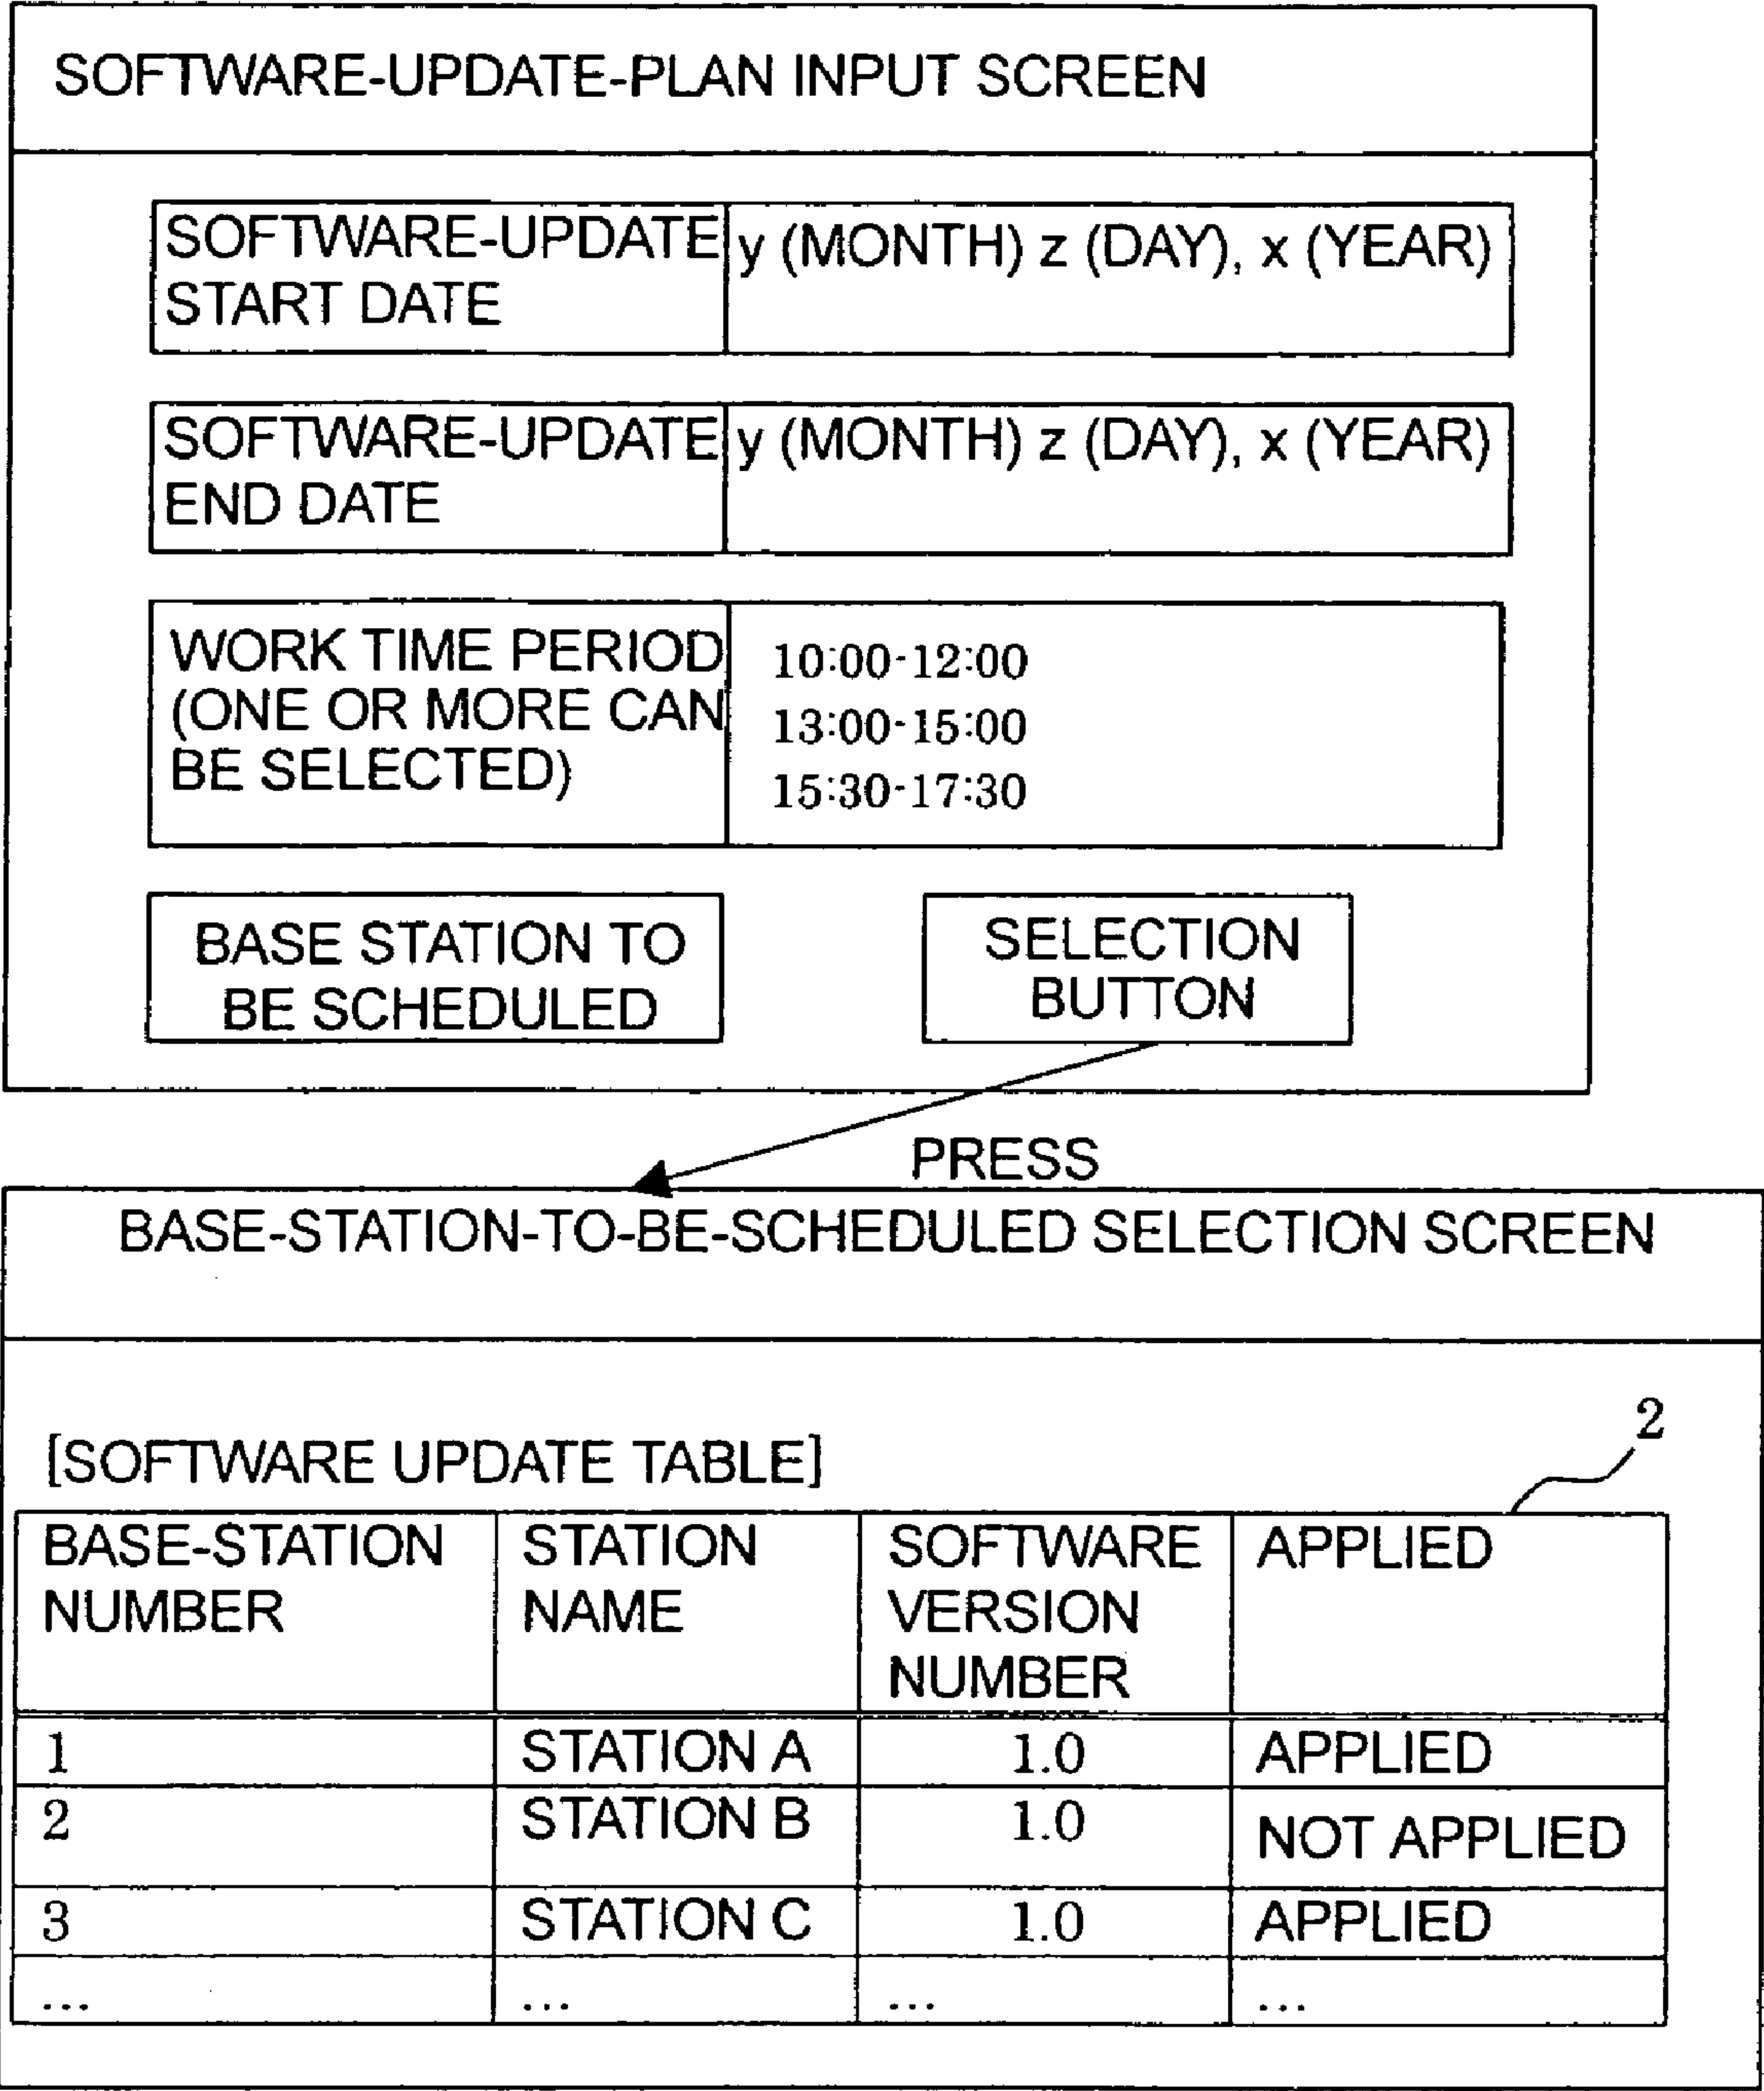 SOFTWARE-UPDATE-PLAN INPUT SCREEN
SOFTWARE-UPDATE
START DATE
y (MONTH) z (DAY), x (YEAR)
SOFTWARE-UPDATE
END DATE
y (MONTH) z (DAY), x (YEAR)
WORK TIME PERIOD
(ONE OR MORE CAN
BE SELECTED)
10:00-12:00
13:00-15:00
15:30-17:30
BASE STATION TO
BE SCHEDULED
SELECTION
BUTTON
PRESS
BASE-STATION-TO-BE-SCHEDULED SELECTION SCREEN
2
[SOFTWARE UPDATE TABLE]
BASE-STATION
NUMBER
STATION
NAME
SOFTWARE
VERSION
NUMBER
APPLIED
1 STATION A 1.0 APPLIED
2 STATION B 1.0 NOT APPLIED
3 STATION C 1.0 APPLIED
... ... ... ...